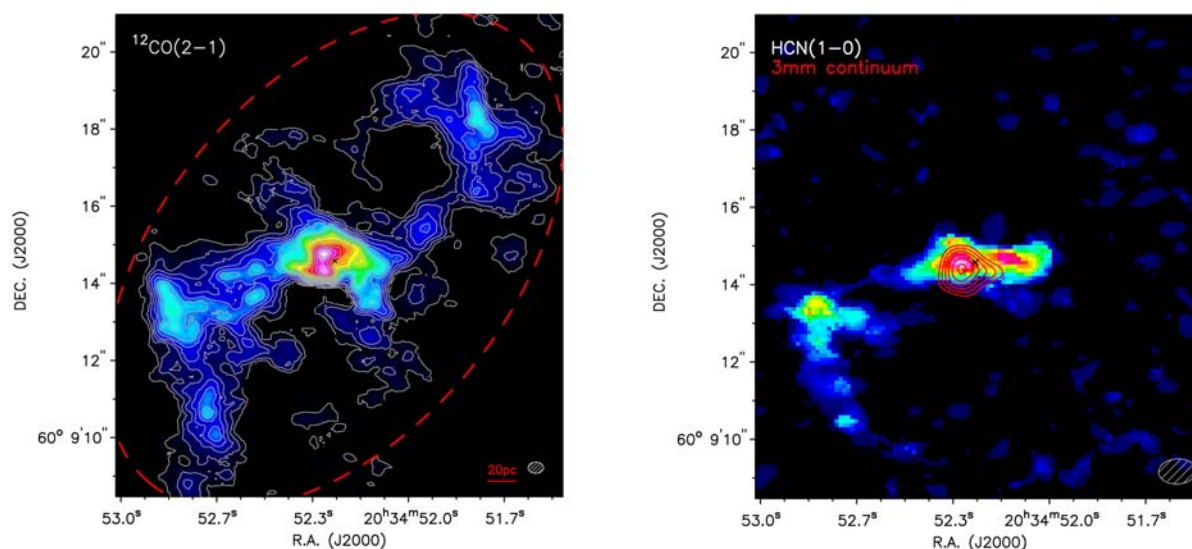 ¹²CO(2−1)
20"
18"
16"
14"
12"
60° 9'10"
DEC. (J2000)
20pc
53.0ˢ 52.7ˢ 52.3ˢ 20ʰ34ᵐ52.0ˢ 51.7ˢ
R.A. (J2000)
HCN(1−0)
3mm continuum
20"
18"
16"
14"
12"
60° 9'10"
DEC. (J2000)
53.0ˢ 52.7ˢ 52.3ˢ 20ʰ34ᵐ52.0ˢ 51.7ˢ
R.A. (J2000)